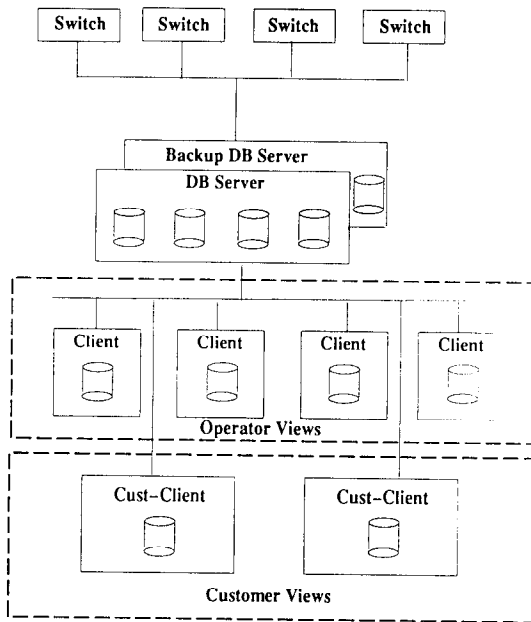 Switch Switch Switch Switch
Backup DB Server
DB Server
Client Client Client Client
Operator Views
Cust-Client Cust-Client
Customer Views